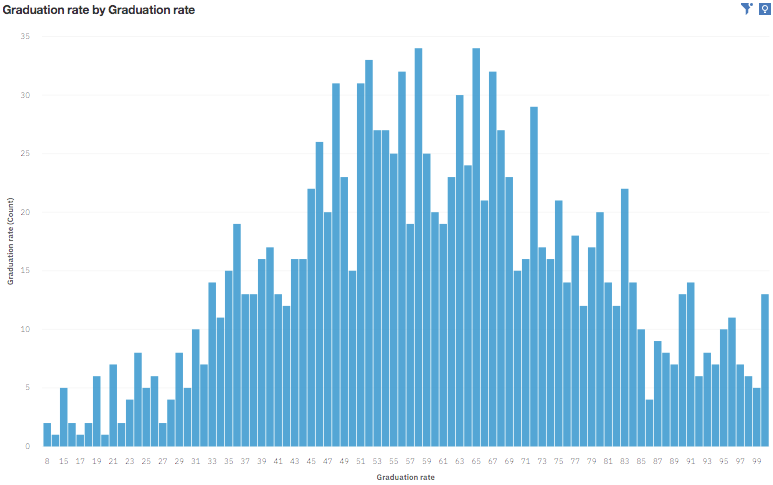 Graduation rate by Graduation rate
35
30
25
20
15
10
5
0
Graduation rate (Count)
8 15 17 19 21 23 25 27 29 31 33 35 37 39 41 43 45 47 49 51 53 55 57 59 61 63 65 67 69 71 73 75 77 79 81 83 85 87 89 91 93 95 97 99
Graduation rate